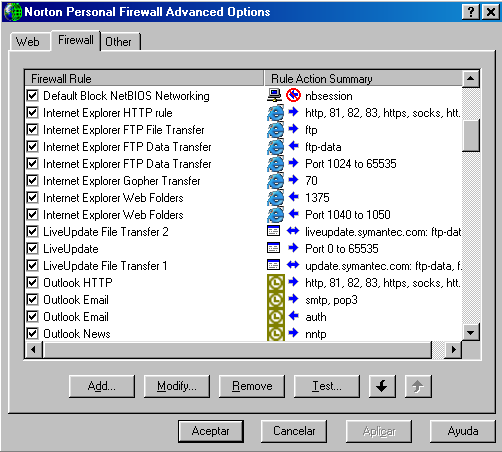 Norton Personal Firewall Advanced Options
Web Firewall Other
Firewall Rule Rule Action Summary
Default Block NetBIOS Networking nbsession
Internet Explorer HTTP rule http, 81, 82, 83, https, socks, htt.
Internet Explorer FTP File Transfer ftp
Internet Explorer FTP Data Transfer ftp-data
Internet Explorer FTP Data Transfer Port 1024 to 65535
Internet Explorer Gopher Transfer 70
Internet Explorer Web Folders 1375
Internet Explorer Web Folders Port 1040 to 1050
LiveUpdate File Transfer 2 liveupdate.symantec.com: ftp-dat
LiveUpdate Port 0 to 65535
LiveUpdate File Transfer 1 update.symantec.com: ftp-data, f.
Outlook HTTP http, 81, 82, 83, https, socks, htt.
Outlook Email smtp, pop3
Outlook Email auth
Outlook News nntp
Add... Modify... Remove Test...
Aceptar Cancelar Aplicar Ayuda